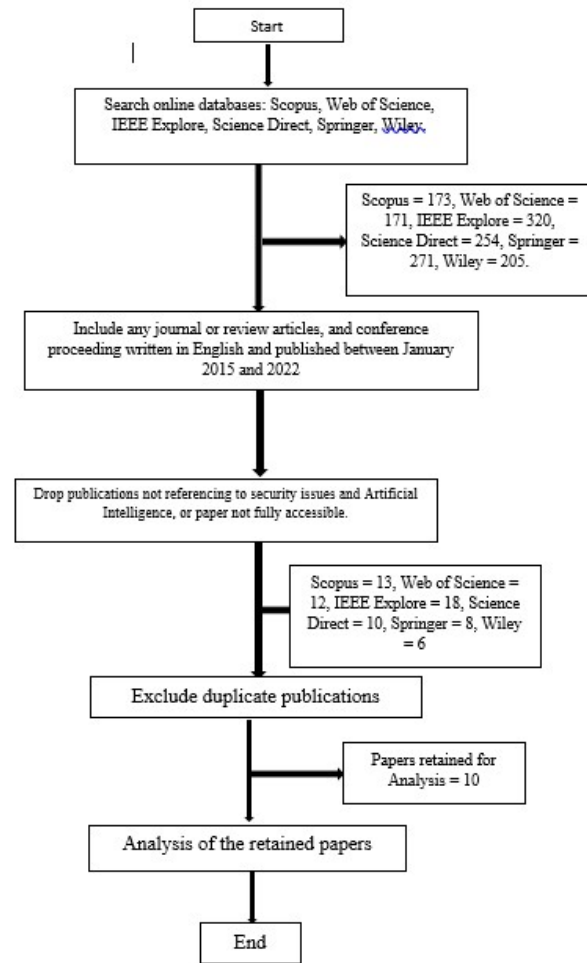 Start
Search online databases: Scopus, Web of Science,
IEEE Explore, Science Direct, Springer, Wiley.
Scopus = 173, Web of Science =
171, IEEE Explore = 320,
Science Direct = 254, Springer =
271, Wiley = 205.
Include any journal or review articles, and conference
proceeding written in English and published between January
2015 and 2022
Drop publications not referencing to security issues and Artificial
Intelligence, or paper not fully accessible.
Scopus = 13, Web of Science =
12, IEEE Explore = 18, Science
Direct = 10, Springer = 8, Wiley
= 6
Exclude duplicate publications
Papers retained for
Analysis = 10
Analysis of the retained papers
End